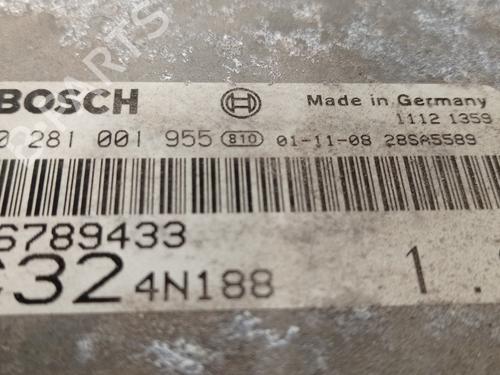 BOSCH
Made in Germany
0 281 001 955 810 01-11-08 28SA5589
1112 1359
6789433
32 4N188 1.